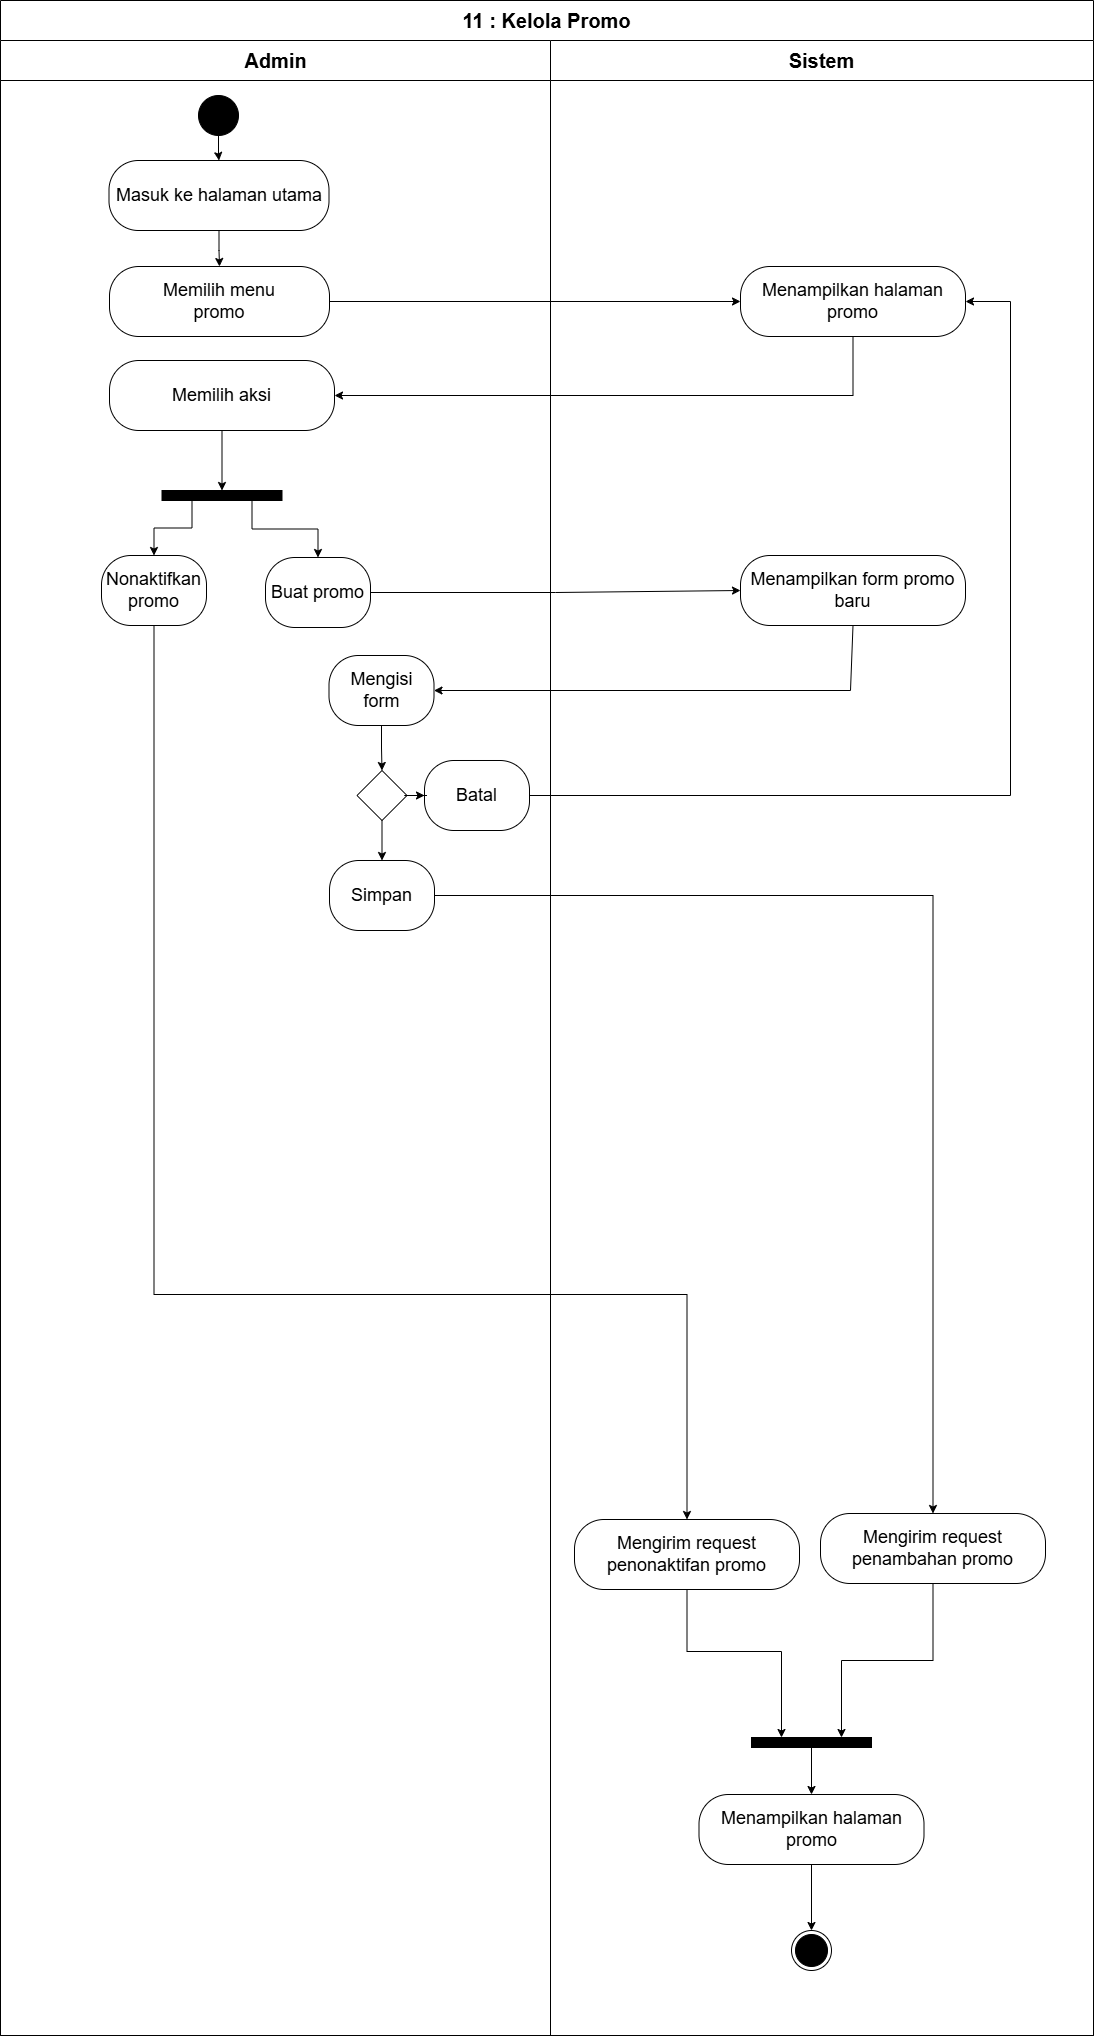 11 : Kelola Promo
Admin
Sistem
Masuk ke halaman utama
Memilih menu
promo
Menampilkan halaman
promo
Memilih aksi
Nonaktifkan
promo
Buat promo
Menampilkan form promo
baru
Mengisi
form
Batal
Simpan
Mengirim request
penonaktifan promo
Mengirim request
penambahan promo
Menampilkan halaman
promo